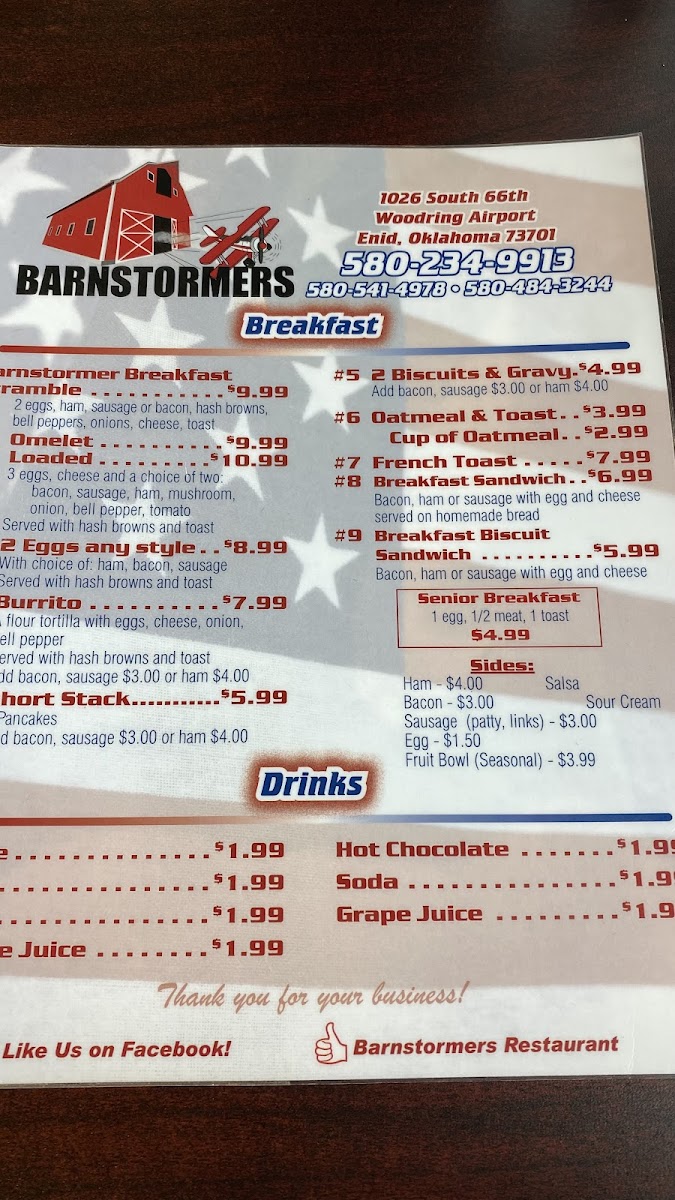 BARNSTORMERS
1026 South 66th
Woodring Airport
Enid, Oklahoma 73701
580-234-9913
580-541-4978 • 580-484-3244
Breakfast
arnstormer Breakfast
cramble . . . . . . . . . . . $9.99
2 eggs, ham, sausage or bacon, hash browns,
bell peppers, onions, cheese, toast
Omelet . . . . . . . . . . $9.99
Loaded . . . . . . . . . $10.99
3 eggs, cheese and a choice of two:
bacon, sausage, ham, mushroom,
onion, bell pepper, tomato
Served with hash browns and toast
2 Eggs any style . . $8.99
With choice of: ham, bacon, sausage
Served with hash browns and toast
Burrito . . . . . . . . . . $7.99
flour tortilla with eggs, cheese, onion,
ell pepper
erved with hash browns and toast
dd bacon, sausage $3.00 or ham $4.00
hort Stack........... $5.99
Pancakes
d bacon, sausage $3.00 or ham $4.00
#5 2 Biscuits & Gravy. $4.99
Add bacon, sausage $3.00 or ham $4.00
#6 Oatmeal & Toast . . $3.99
Cup of Oatmeal . . $2.99
#7 French Toast . . . . . $7.99
#8 Breakfast Sandwich . . $6.99
Bacon, ham or sausage with egg and cheese
served on homemade bread
#9 Breakfast Biscuit
Sandwich . . . . . . . . . . $5.99
Bacon, ham or sausage with egg and cheese
Senior Breakfast
1 egg, 1/2 meat, 1 toast
$4.99
Sides:
Ham - $4.00 Salsa
Bacon - $3.00 Sour Cream
Sausage (patty, links) - $3.00
Egg - $1.50
Fruit Bowl (Seasonal) - $3.99
Drinks
e . . . . . . . . . . . . . . . $1.99
. . . . . . . . . . . . . . . . $1.99
. . . . . . . . . . . . . . . . $1.99
e Juice . . . . . . . . $1.99
Hot Chocolate . . . . . . . $1.99
Soda . . . . . . . . . . . . . . . . $1.9
Grape Juice . . . . . . . . . $1.9
Thank you for your business!
Like Us on Facebook!
Barnstormers Restaurant